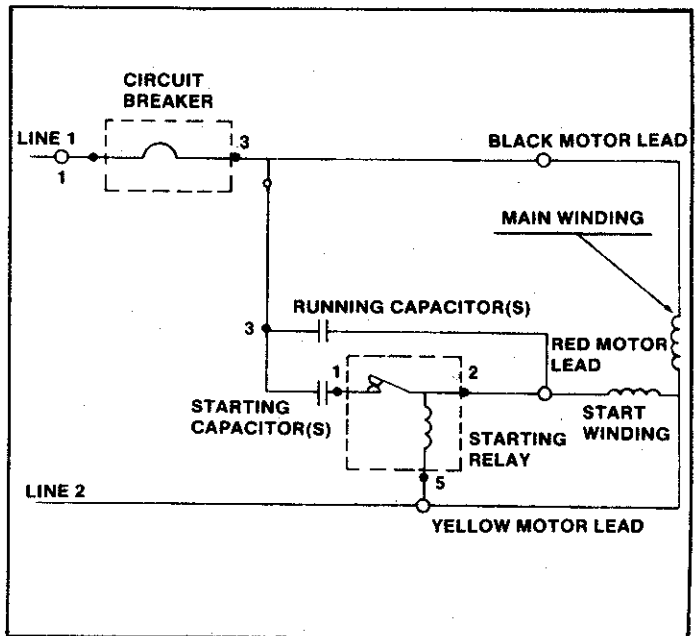 CIRCUIT
BREAKER
LINE 1
3
BLACK MOTOR LEAD
1
MAIN WINDING
RUNNING CAPACITOR(S)
3
RED MOTOR
LEAD
1
2
STARTING
CAPACITOR(S)
START
WINDING
STARTING
RELAY
5
LINE 2
YELLOW MOTOR LEAD